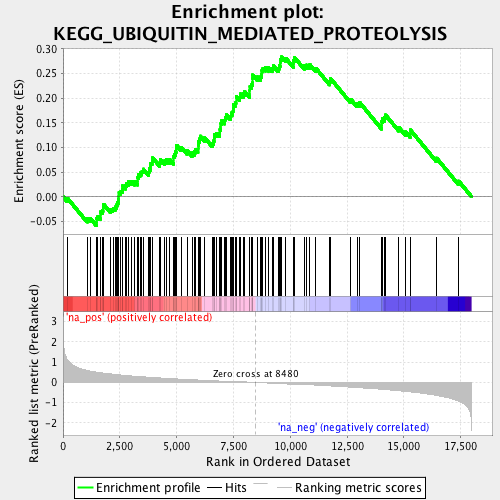 Enrichment plot:
KEGG_UBIQUITIN_MEDIATED_PROTEOLYSIS
Enrichment score (ES)
0.30
0.25
0.20
0.15
0.10
0.05
0.00
-0.05
'na_pos' (positively correlated)
Ranked list metric (PreRanked)
3
2
1
0
-1
-2
Zero cross at 8480
'na_neg' (negatively correlated)
0
2,500
5,000
7,500
10,000
12,500
15,000
17,500
Rank in Ordered Dataset
Enrichment profile
Hits
Ranking metric scores